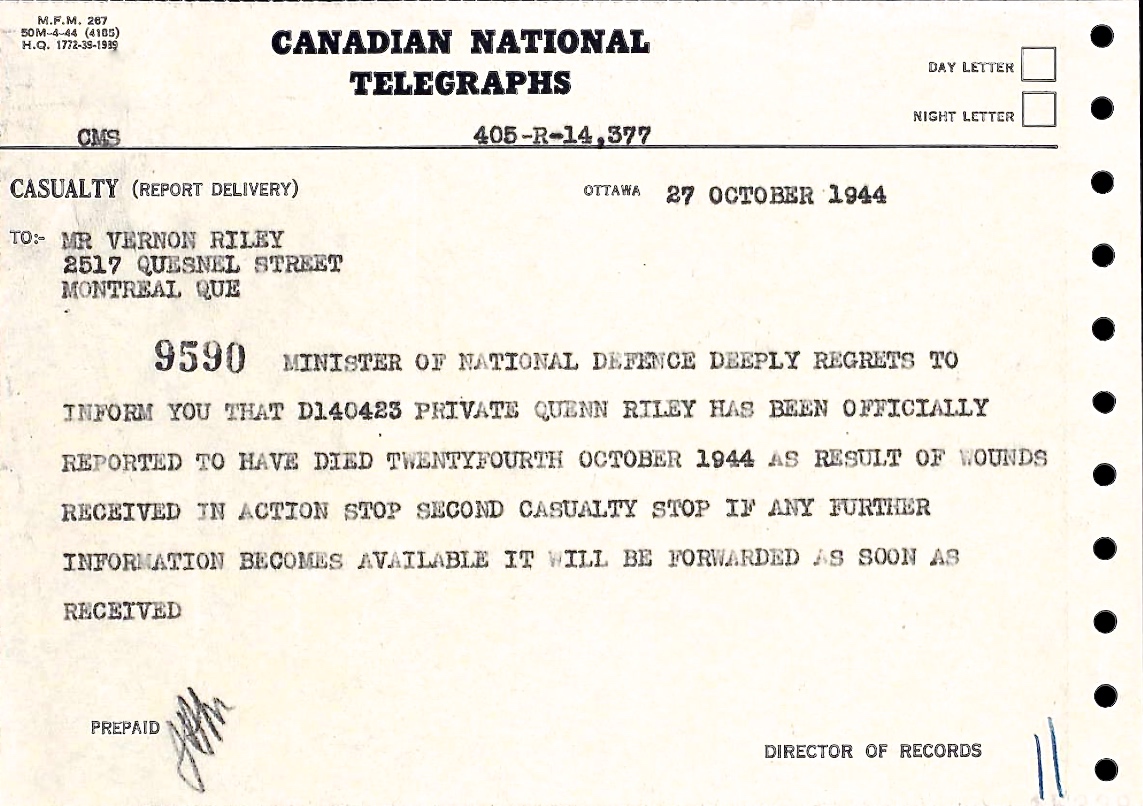 M.F.M. 267
50M-4-44 (4185)
H.Q. 1772-39-1989
CANADIAN NATIONAL
TELEGRAPHS
DAY LETTER
NIGHT LETTER
CMS 405-R-14,377
CASUALTY (REPORT DELIVERY) OTTAWA 27 OCTOBER 1944
TO:- MR VERNON RILEY
2517 QUESNEL STREET
MONTREAL QUE
9590 MINISTER OF NATIONAL DEFENCE DEEPLY REGRETS TO
INFORM YOU THAT D140423 PRIVATE QUENN RILEY HAS BEEN OFFICIALLY
REPORTED TO HAVE DIED TWENTYFOURTH OCTOBER 1944 AS RESULT OF WOUNDS
RECEIVED IN ACTION STOP SECOND CASUALTY STOP IF ANY FURTHER
INFORMATION BECOMES AVAILABLE IT WILL BE FORWARDED AS SOON AS
RECEIVED
PREPAID
DIRECTOR OF RECORDS
11